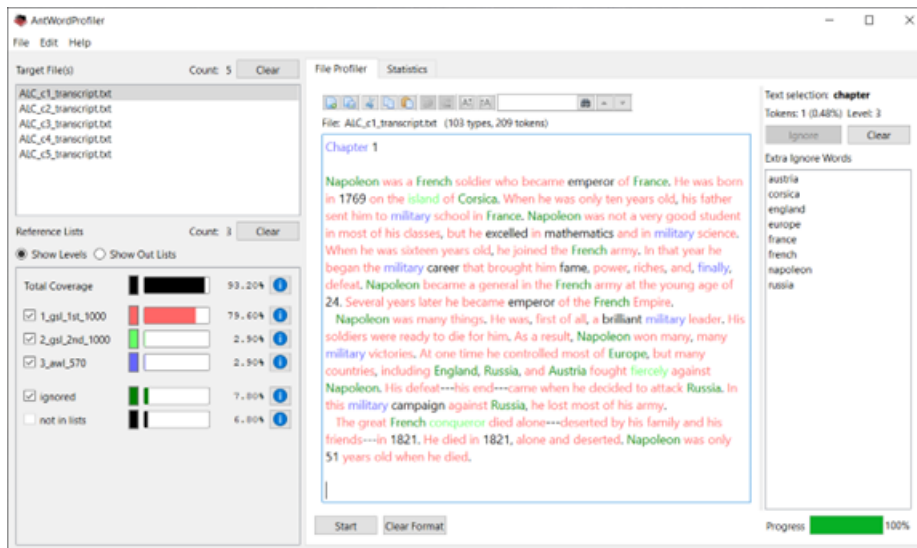 AntWordProfiler
File Edit Help
Target File(s) Count: 5 Clear
ALC_c1_transcript.txt
ALC_c2_transcript.txt
ALC_c3_transcript.txt
ALC_c4_transcript.txt
ALC_c5_transcript.txt
Reference Lists Count: 3 Clear
Show Levels Show Out Lists
Total Coverage 93.20%
1_gsl_1st_1000 79.60%
2_gsl_2nd_1000 2.90%
3_awl_570 2.90%
ignored 7.80%
not in lists 6.80%
File Profiler Statistics
File: ALC_c1_transcript.txt (103 types, 209 tokens)
Chapter 1
Napoleon was a French soldier who became emperor of France. He was born
in 1769 on the island of Corsica. When he was only ten years old, his father
sent him to military school in France. Napoleon was not a very good student
in most of his classes, but he excelled in mathematics and in military science.
When he was sixteen years old, he joined the French army. In that year he
began the military career that brought him fame, power, riches, and, finally,
defeat. Napoleon became a general in the French army at the young age of
24. Several years later he became emperor of the French Empire.
Napoleon was many things. He was, first of all, a brilliant military leader. His
soldiers were ready to die for him. As a result, Napoleon won many, many
military victories. At one time he controlled most of Europe, but many
countries, including England, Russia, and Austria fought fiercely against
Napoleon. His defeat---his end---came when he decided to attack Russia. In
this military campaign against Russia, he lost most of his army.
The great French conqueror died alone---deserted by his family and his
friends---in 1821. He died in 1821, alone and deserted. Napoleon was only
51 years old when he died.
Start Clear Format
Text selection: chapter
Tokens: 1 (0.48%) Level: 3
Ignore Clear
Extra Ignore Words
austria
corsica
england
europe
france
french
napoleon
russia
Progress 100%